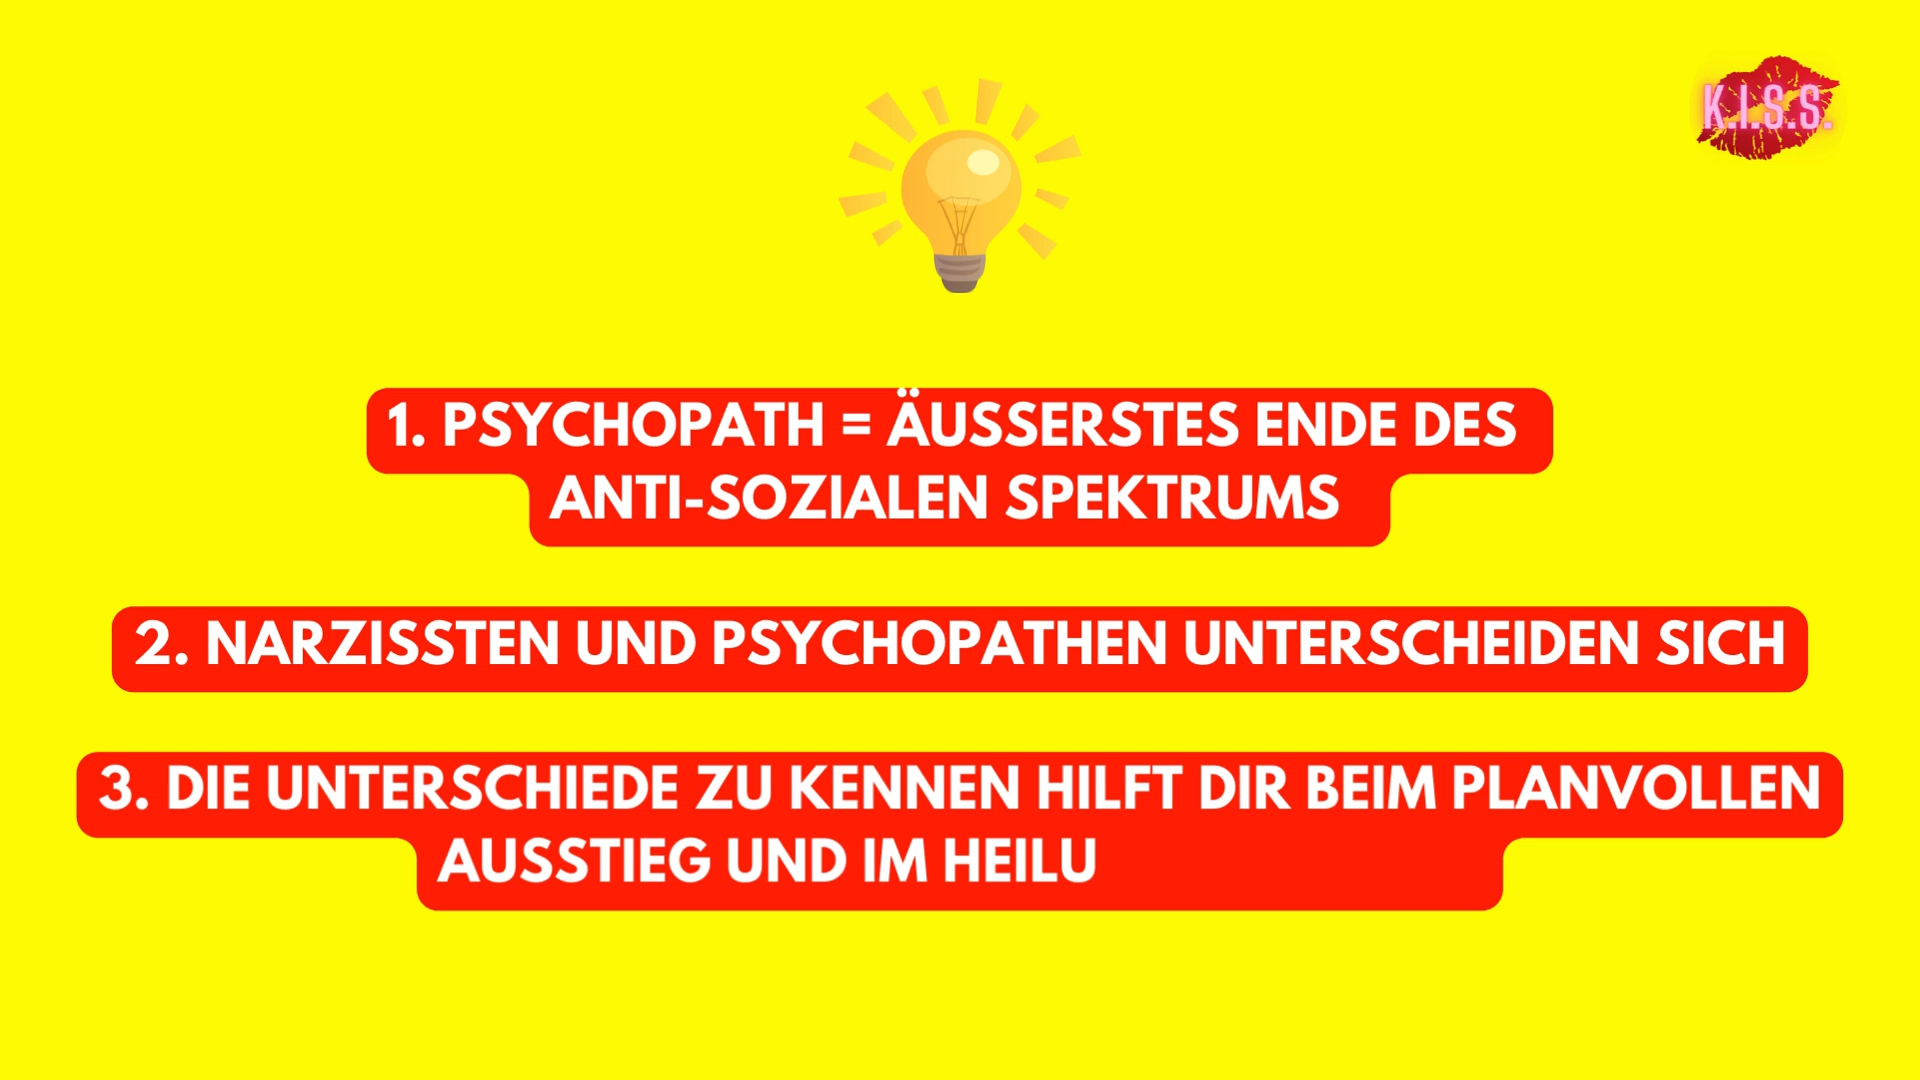 K.I.S.S.
1. PSYCHOPATH = ÄUSSERSTES ENDE DES
ANTI-SOZIALEN SPEKTRUMS
2. NARZISSTEN UND PSYCHOPATHEN UNTERSCHEIDEN SICH
3. DIE UNTERSCHIEDE ZU KENNEN HILFT DIR BEIM PLANVOLLEN
AUSSTIEG UND IM HEILU